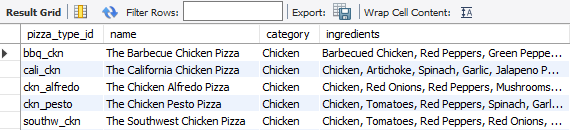 Result Grid Filter Rows: Export: Wrap Cell Content:
pizza_type_id name category ingredients
bbq_ckn The Barbecue Chicken Pizza Chicken Barbecued Chicken, Red Peppers, Green Peppe...
cali_ckn The California Chicken Pizza Chicken Chicken, Artichoke, Spinach, Garlic, Jalapeno P...
ckn_alfredo The Chicken Alfredo Pizza Chicken Chicken, Red Onions, Red Peppers, Mushrooms...
ckn_pesto The Chicken Pesto Pizza Chicken Chicken, Tomatoes, Red Peppers, Spinach, Garl...
southw_ckn The Southwest Chicken Pizza Chicken Chicken, Tomatoes, Red Peppers, Red Onions, ...